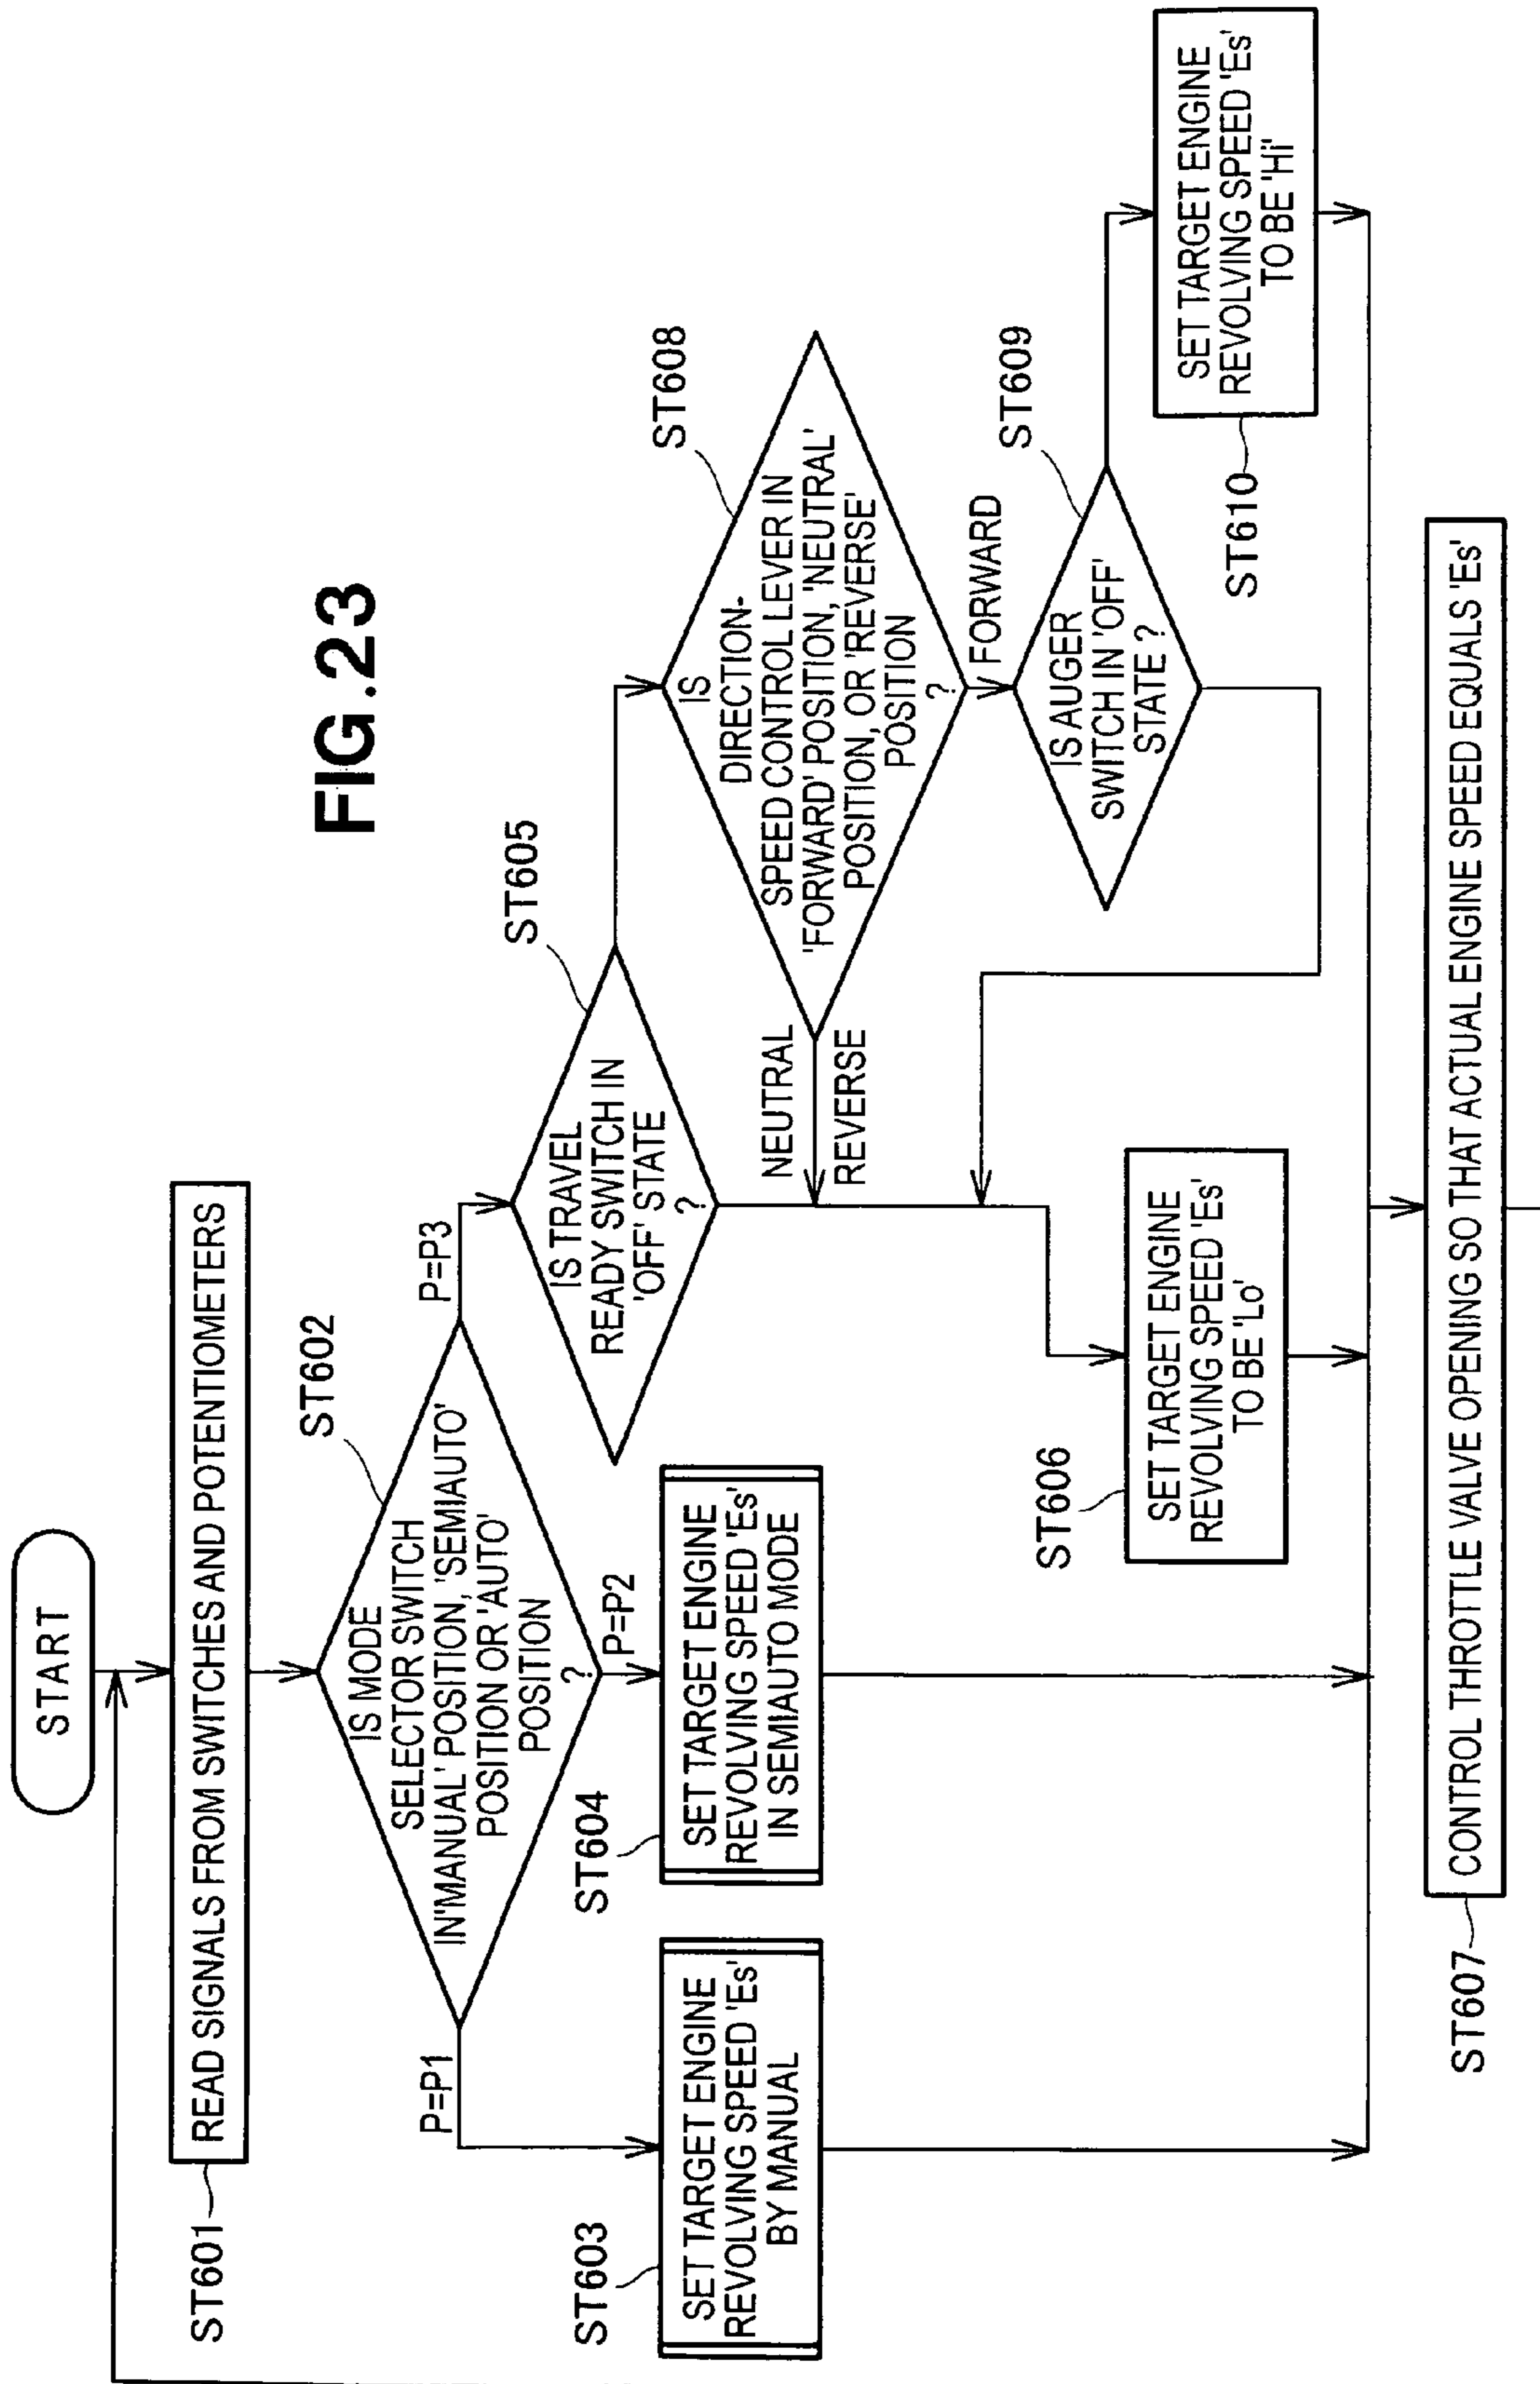 FIG.23
START
ST601
READ SIGNALS FROM SWITCHES AND POTENTIOMETERS
ST602
IS MODE
SELECTOR SWITCH
IN'MANUAL' POSITION, 'SEMIAUTO'
POSITION OR 'AUTO'
POSITION
?
P=P1
P=P2
P=P3
ST603
SET TARGET ENGINE
REVOLVING SPEED 'Es'
BY MANUAL
ST604
SET TARGET ENGINE
REVOLVING SPEED 'Es'
IN SEMIAUTO MODE
ST605
IS TRAVEL
READY SWITCH IN
'OFF' STATE
?
ST608
IS
DIRECTION-
SPEED CONTROL LEVER IN
'FORWARD' POSITION, 'NEUTRAL'
POSITION, OR 'REVERSE'
POSITION
?
NEUTRAL
REVERSE
FORWARD
ST609
IS AUGER
SWITCH IN 'OFF'
STATE ?
ST606
SET TARGET ENGINE
REVOLVING SPEED 'Es'
TO BE 'Lo'
ST610
SET TARGET ENGINE
REVOLVING SPEED 'Es'
TO BE 'Hi'
ST607
CONTROL THROTTLE VALVE OPENING SO THAT ACTUAL ENGINE SPEED EQUALS 'Es'